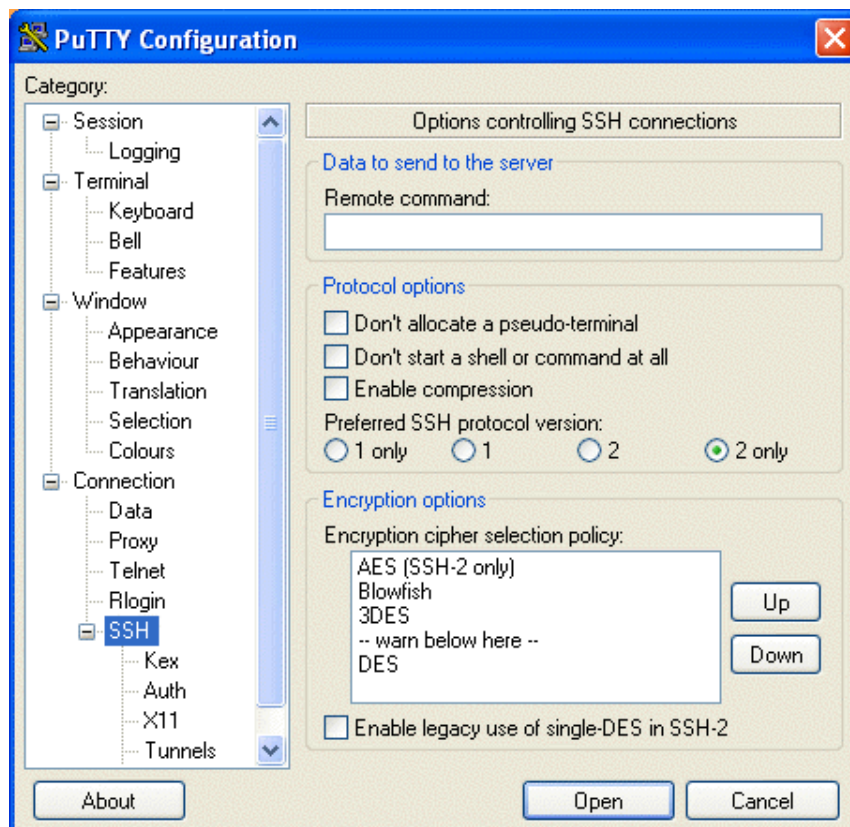 PuTTY Configuration
Category:
Session
Logging
Terminal
Keyboard
Bell
Features
Window
Appearance
Behaviour
Translation
Selection
Colours
Connection
Data
Proxy
Telnet
Rlogin
SSH
Kex
Auth
X11
Tunnels
Options controlling SSH connections
Data to send to the server
Remote command:
Protocol options
Don't allocate a pseudo-terminal
Don't start a shell or command at all
Enable compression
Preferred SSH protocol version:
1 only 1 2 2 only
Encryption options
Encryption cipher selection policy:
AES (SSH-2 only)
Blowfish
3DES
-- warn below here --
DES
Up
Down
Enable legacy use of single-DES in SSH-2
About Open Cancel